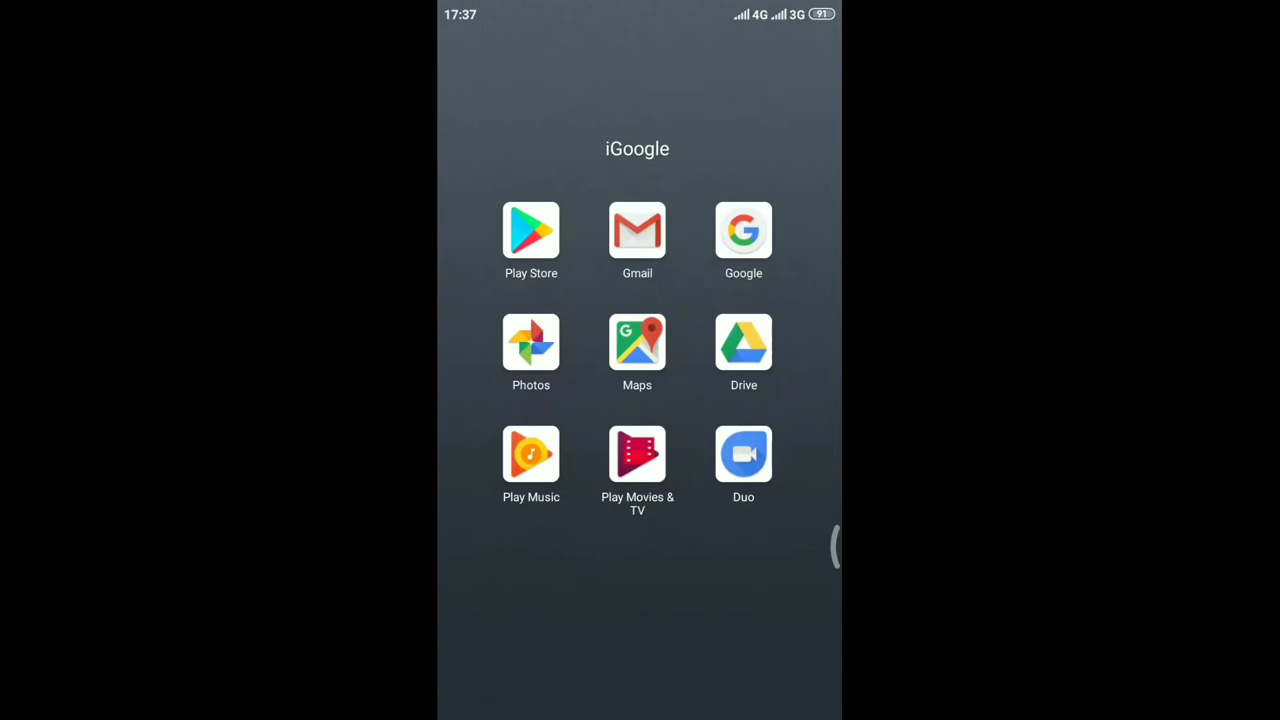 17:37 4G 3G 91
iGoogle
Play Store Gmail Google
G
Photos Maps Drive
Play Music Play Movies & TV Duo